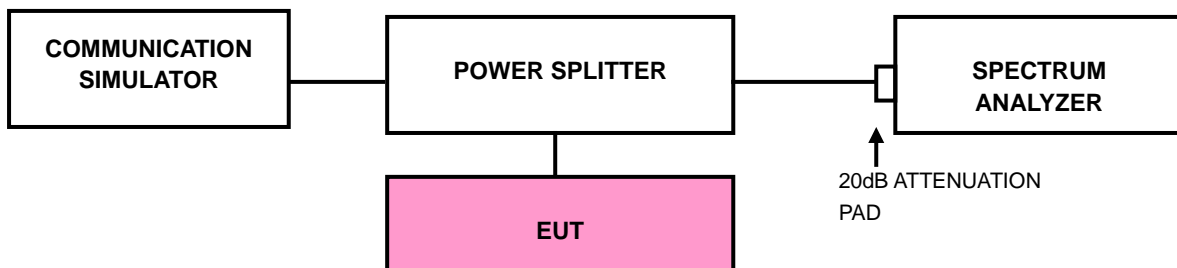 COMMUNICATION
SIMULATOR
POWER SPLITTER
SPECTRUM
ANALYZER
20dB ATTENUATION
PAD
EUT